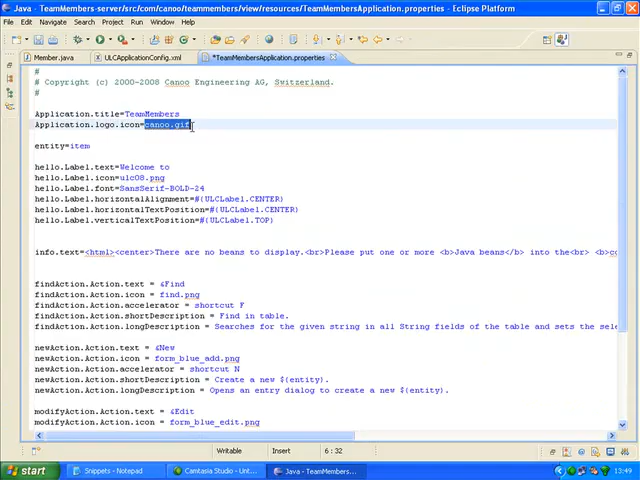 Java - TeamMembers-server/src/com/canoo/teammembers/view/resources/TeamMembersApplication.properties - Eclipse Platform
File Edit Navigate Search Project Run Window Help
Member.java ULCApplicationConfig.xml *TeamMembersApplication.properties
#
# Copyright (c) 2000-2008 Canoo Engineering AG, Switzerland.
#
Application.title=TeamMembers
Application.logo.icon=canoo.gif
entity=item
hello.Label.text=Welcome to
hello.Label.icon=ulc08.png
hello.Label.font=SansSerif-BOLD-24
hello.Label.horizontalAlignment=#{ULCLabel.CENTER)
hello.Label.horizontalTextPosition=#{ULCLabel.CENTER)
hello.Label.verticalTextPosition=#{ULCLabel.TOP)
info.text=<html><center>There are no beans to display.<br>Please put one or more <b>Java beans</b> into the<br> <b>co
findAction.Action.text = &Find
findAction.Action.icon = find.png
findAction.Action.accelerator = shortcut F
findAction.Action.shortDescription = Find in table.
findAction.Action.longDescription = Searches for the given string in all String fields of the table and sets the sele
newAction.Action.text = &New
newAction.Action.icon = form_blue_add.png
newAction.Action.accelerator = shortcut N
newAction.Action.shortDescription = Create a new ${entity}.
newAction.Action.longDescription = Opens an entry dialog to create a new ${entity}.
modifyAction.Action.text = &Edit
modifyAction.Action.icon = form_blue_edit.png
Writable Insert 6 : 32
start Snippets - Notepad Camtasia Studio - Unt... Java - TeamMembers... 13:49